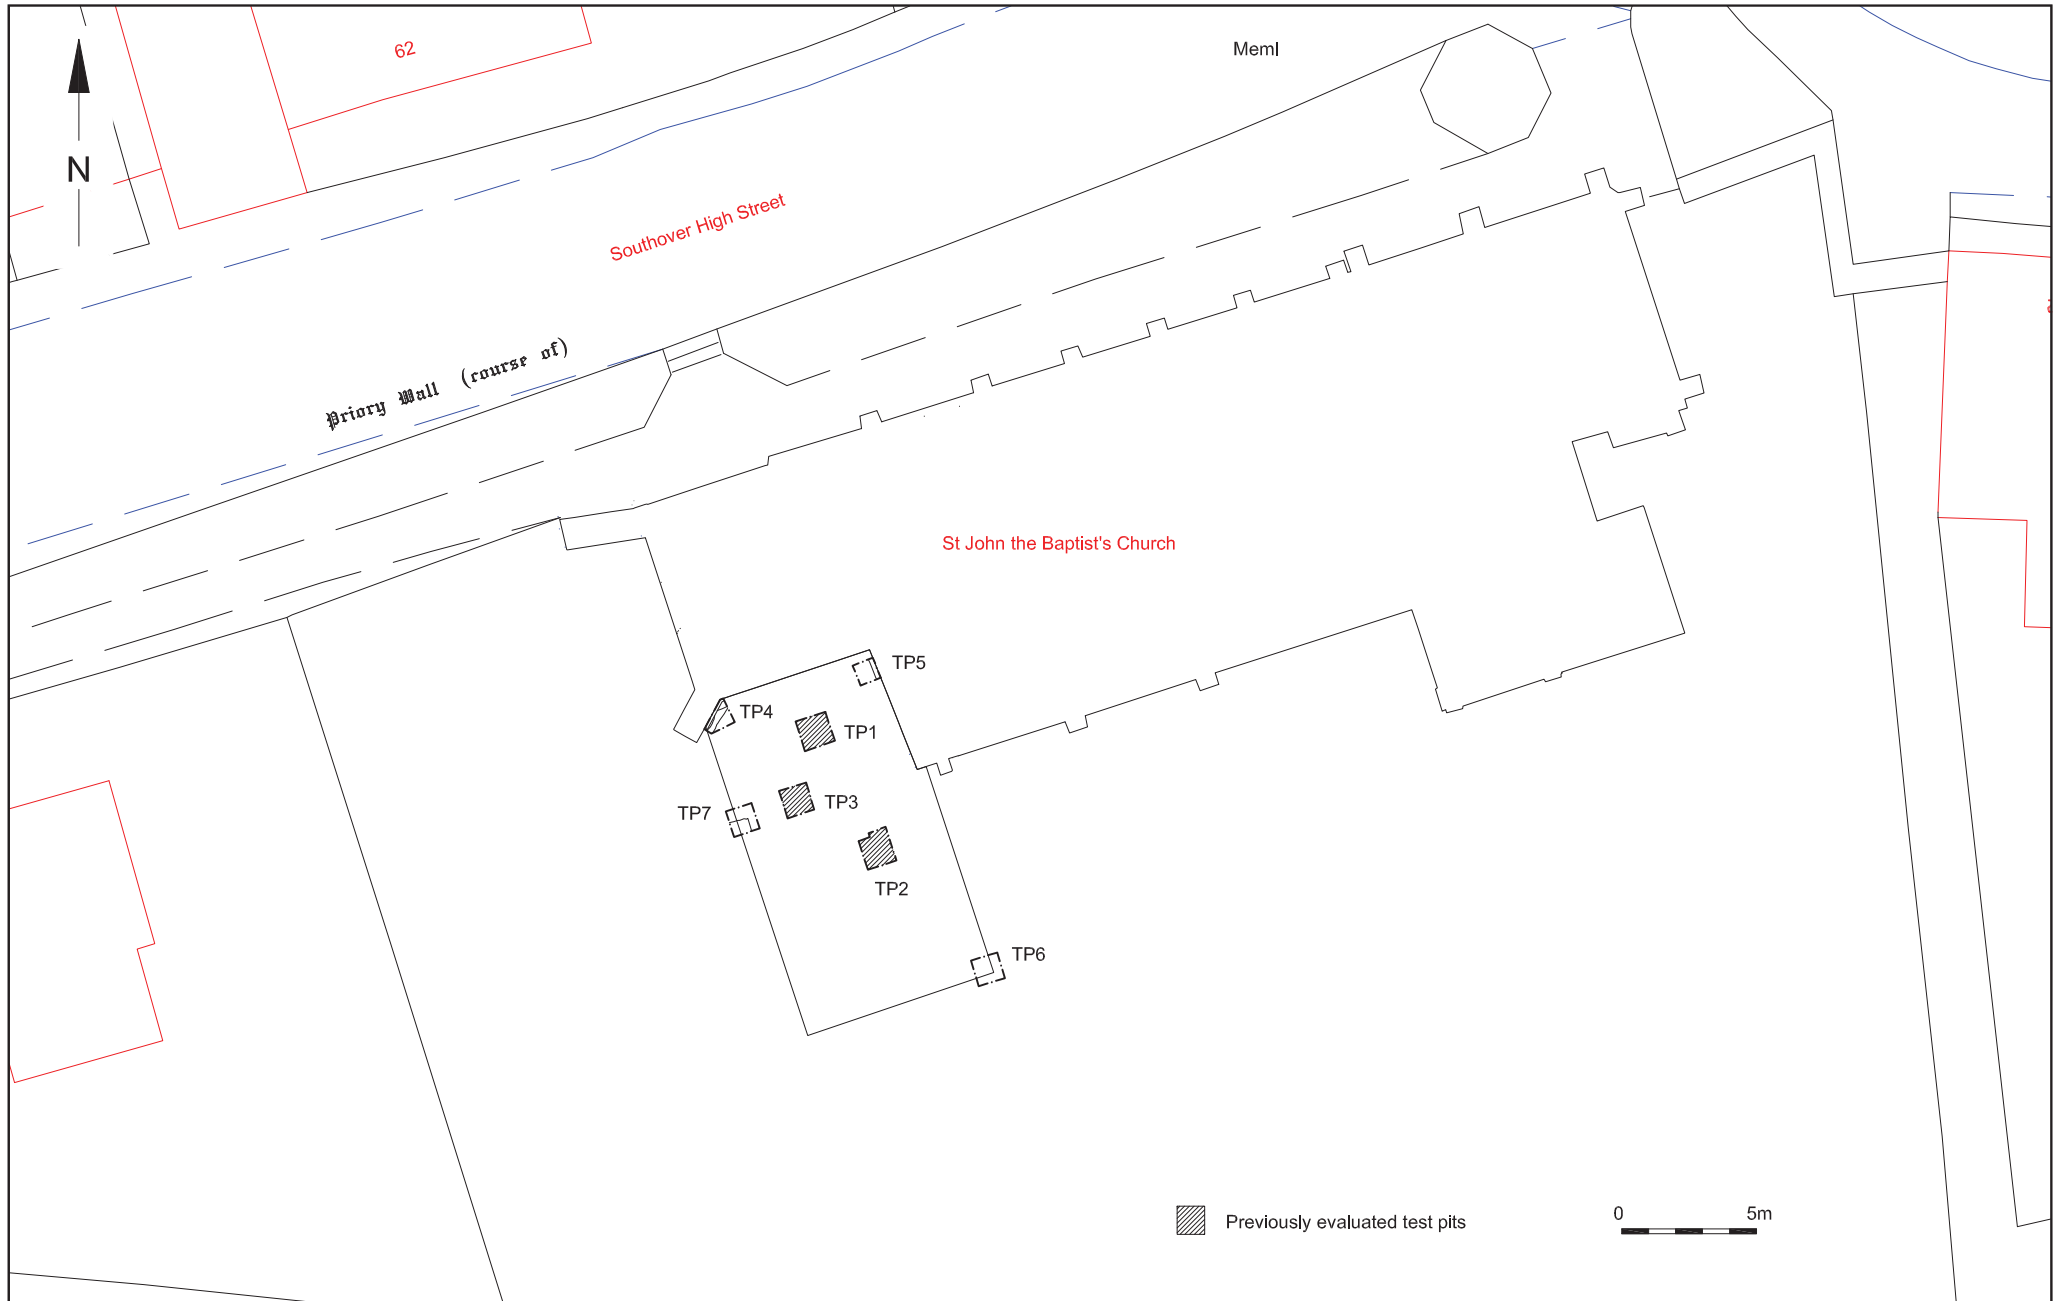 62
Meml
N
Southover High Street
Priory Wall (course of)
St John the Baptist's Church
TP5
TP4
TP1
TP7
TP3
TP2
TP6
Previously evaluated test pits
0 5m